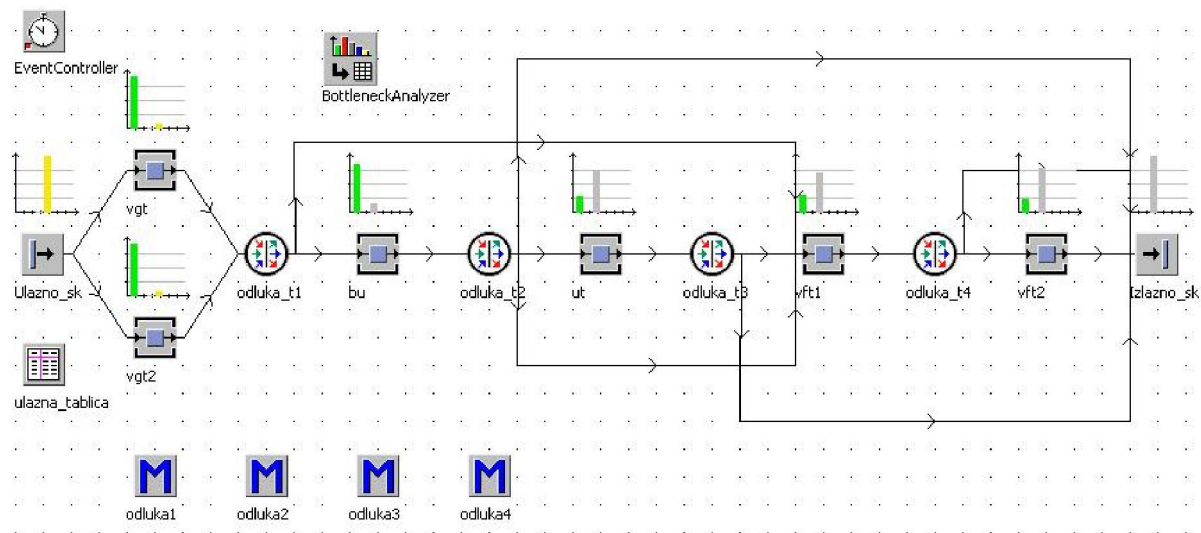 EventController
BottleneckAnalyzer
vgt
Ulazno_sk
odluka_t1
bu
odluka_t2
ut
odluka_t3
vft1
odluka_t4
vft2
Izlazno_sk
vgt2
ulazna_tablica
M
M
M
M
odluka1
odluka2
odluka3
odluka4